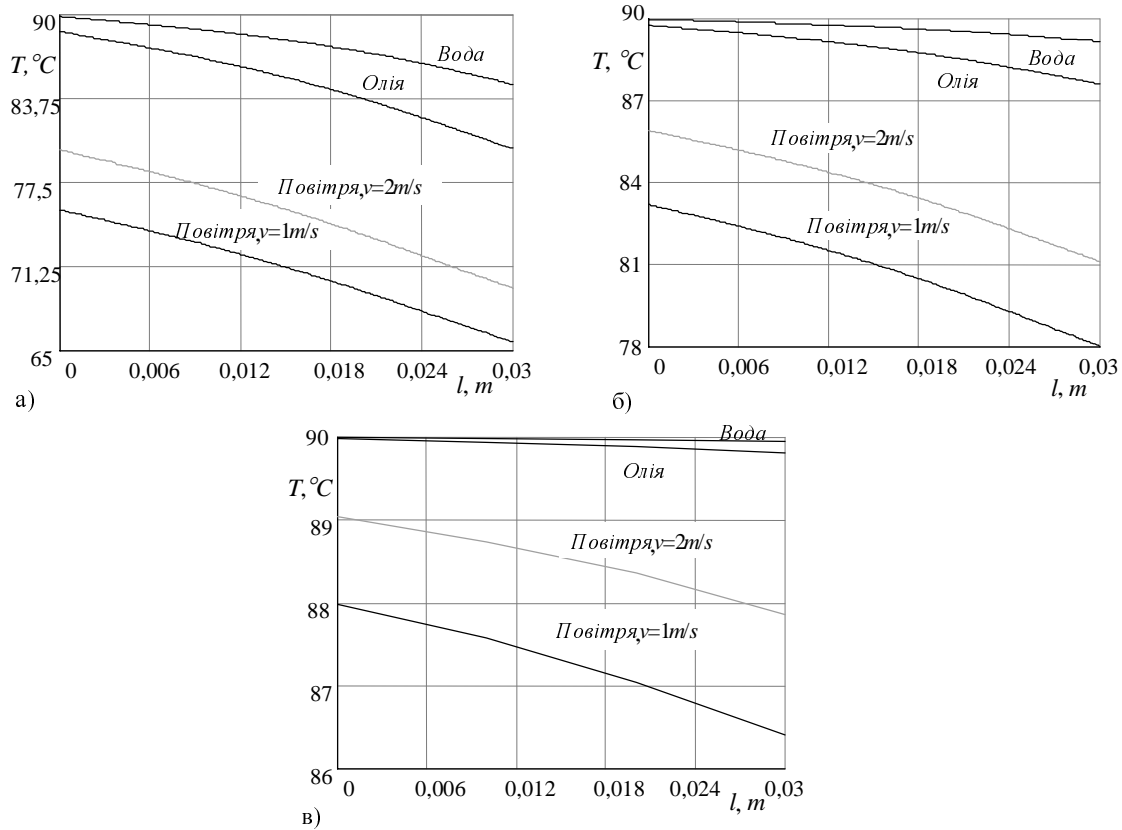 90
T,°C
Вода
Олія
83,75
Повітря,v=2m/s
77,5
Повітря,v=1m/s
71,25
65
0 0,006 0,012 0,018 0,024 0,03
l, m
а)
90
T, °C
Вода
Олія
87
Повітря,v=2m/s
84
Повітря,v=1m/s
81
78
0 0,006 0,012 0,018 0,024 0,03
l, m
б)
90
Вода
Олія
T,°C
89
Повітря,v=2m/s
88
Повітря,v=1m/s
87
86
0 0,006 0,012 0,018 0,024 0,03
l, m
в)